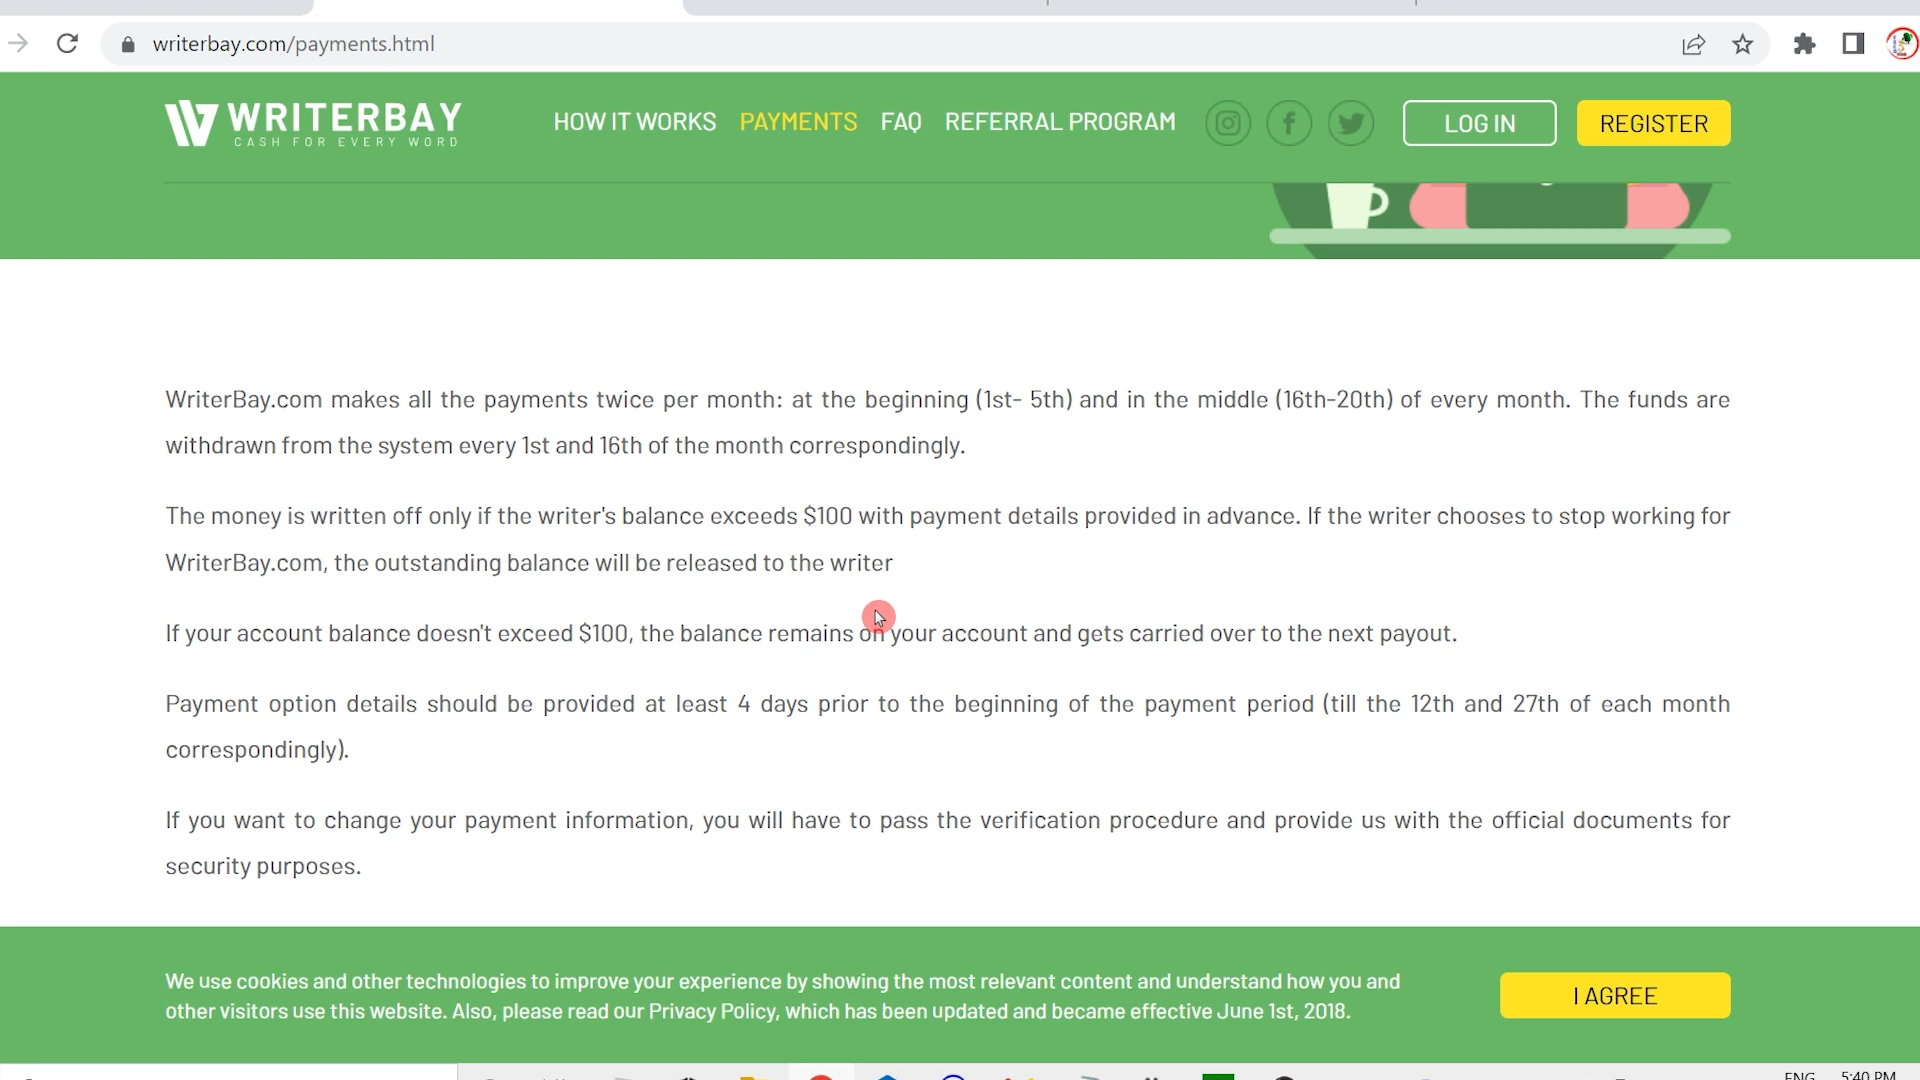 writerbay.com/payments.html
WRITERBAY
CASH FOR EVERY WORD
HOW IT WORKS PAYMENTS FAQ REFERRAL PROGRAM LOG IN REGISTER
WriterBay.com makes all the payments twice per month: at the beginning (1st- 5th) and in the middle (16th-20th) of every month. The funds are
withdrawn from the system every 1st and 16th of the month correspondingly.
The money is written off only if the writer's balance exceeds $100 with payment details provided in advance. If the writer chooses to stop working for
WriterBay.com, the outstanding balance will be released to the writer
If your account balance doesn't exceed $100, the balance remains on your account and gets carried over to the next payout.
Payment option details should be provided at least 4 days prior to the beginning of the payment period (till the 12th and 27th of each month
correspondingly).
If you want to change your payment information, you will have to pass the verification procedure and provide us with the official documents for
security purposes.
We use cookies and other technologies to improve your experience by showing the most relevant content and understand how you and
other visitors use this website. Also, please read our Privacy Policy, which has been updated and became effective June 1st, 2018.
I AGREE
ENG 5:40 PM